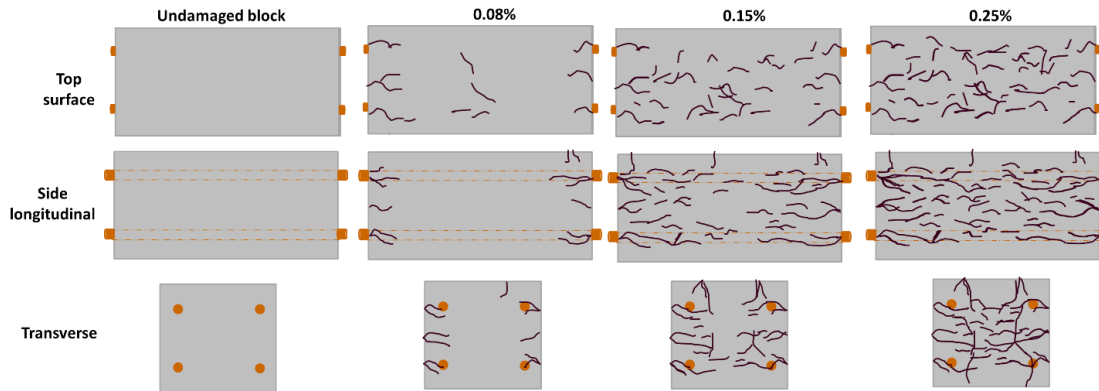 Undamaged block
0.08%
0.15%
0.25%
Top
surface
Side
longitudinal
Transverse